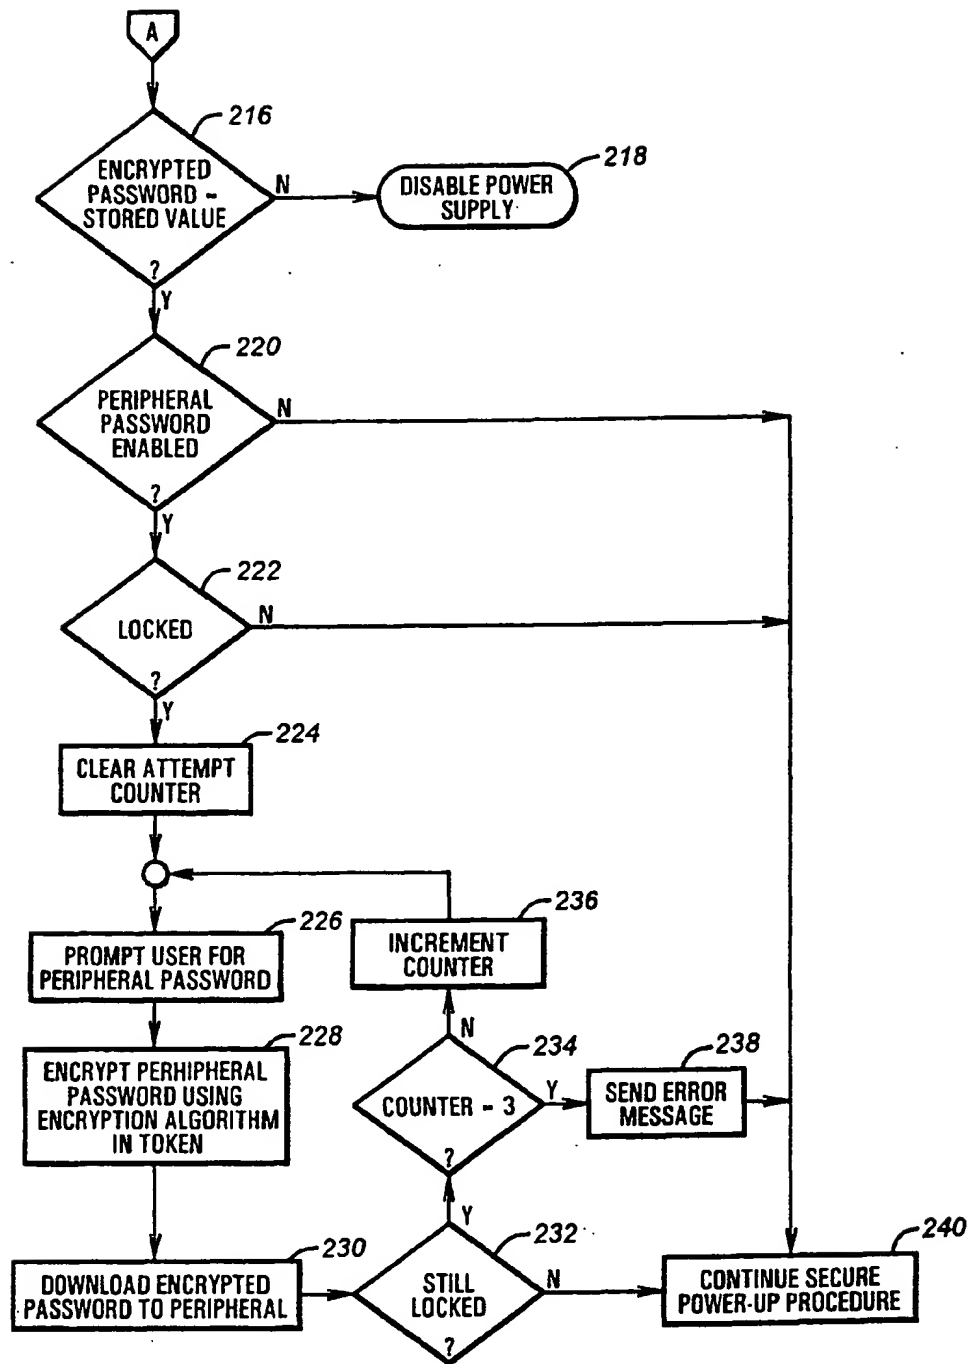 A
216
ENCRYPTED
PASSWORD -
STORED VALUE
?
N
218
DISABLE POWER
SUPPLY
Y
220
PERIPHERAL
PASSWORD
ENABLED
?
N
Y
222
LOCKED
?
N
Y
224
CLEAR ATTEMPT
COUNTER
226
PROMPT USER FOR
PERIPHERAL PASSWORD
228
ENCRYPT PERHIPHERAL
PASSWORD USING
ENCRYPTION ALGORITHM
IN TOKEN
230
DOWNLOAD ENCRYPTED
PASSWORD TO PERIPHERAL
232
STILL
LOCKED
?
N
Y
234
COUNTER - 3
?
N
Y
236
INCREMENT
COUNTER
238
SEND ERROR
MESSAGE
240
CONTINUE SECURE
POWER-UP PROCEDURE